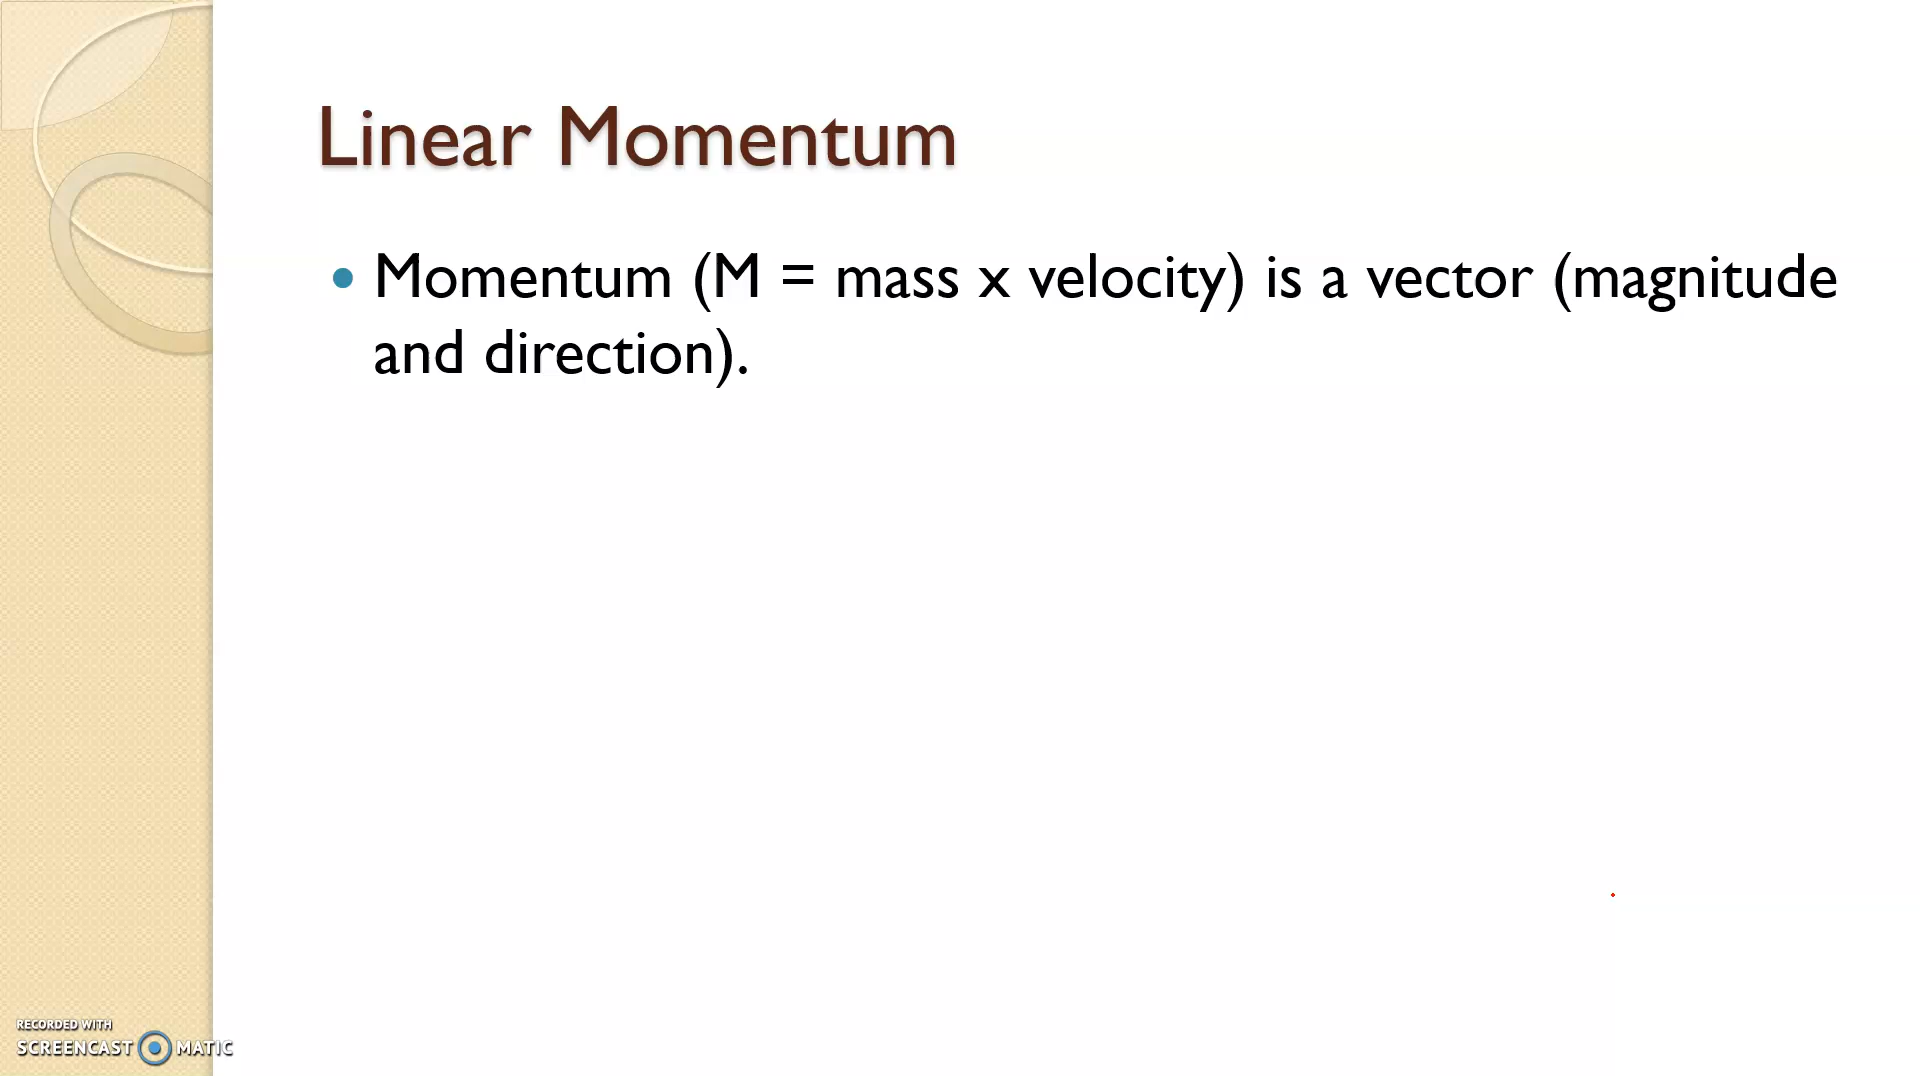 Linear Momentum
• Momentum (M = mass x velocity) is a vector (magnitude
and direction).
RECORDED WITH
SCREENCAST MATIC